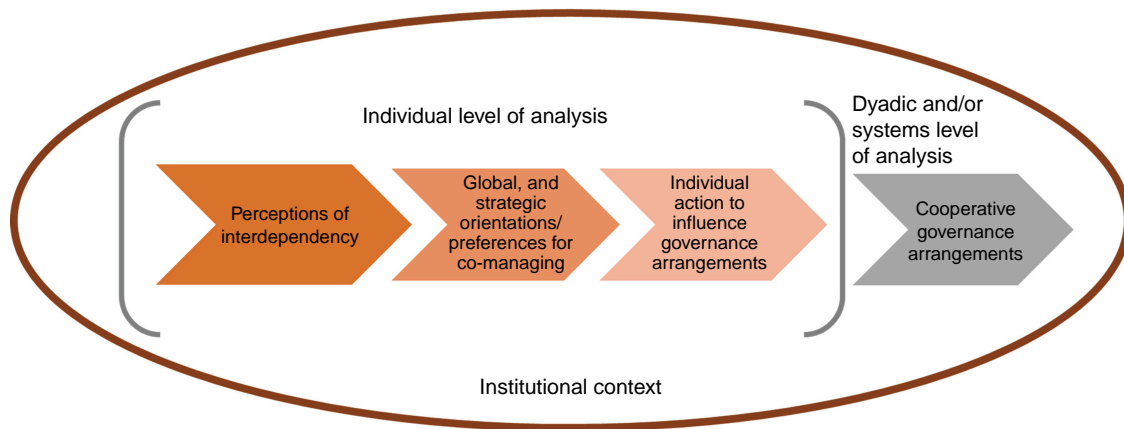 Individual level of analysis
Dyadic and/or
systems level
of analysis
Perceptions of
interdependency
Global, and
strategic
orientations/
preferences for
co-managing
Individual
action to
influence
governance
arrangements
Cooperative
governance
arrangements
Institutional context